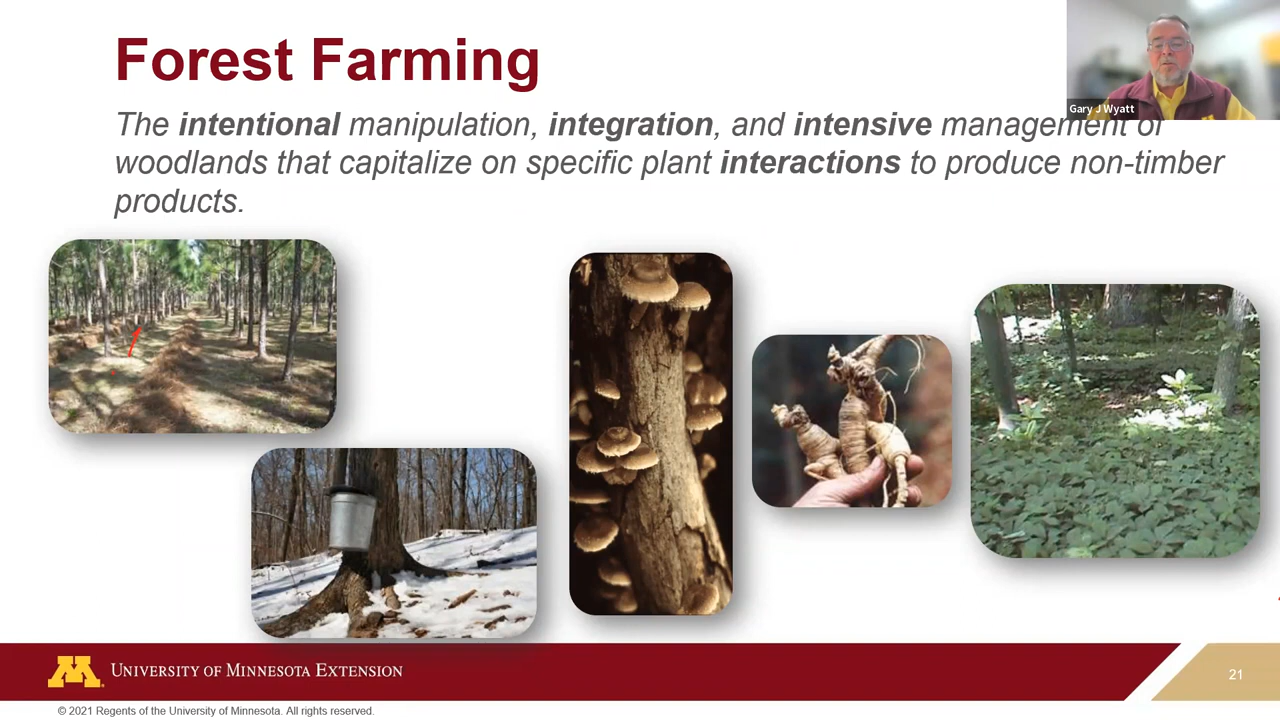 Forest Farming
Gary J Wyatt
The intentional manipulation, integration, and intensive management of
woodlands that capitalize on specific plant interactions to produce non-timber
products.
UNIVERSITY OF MINNESOTA EXTENSION
21
© 2021 Regents of the University of Minnesota. All rights reserved.